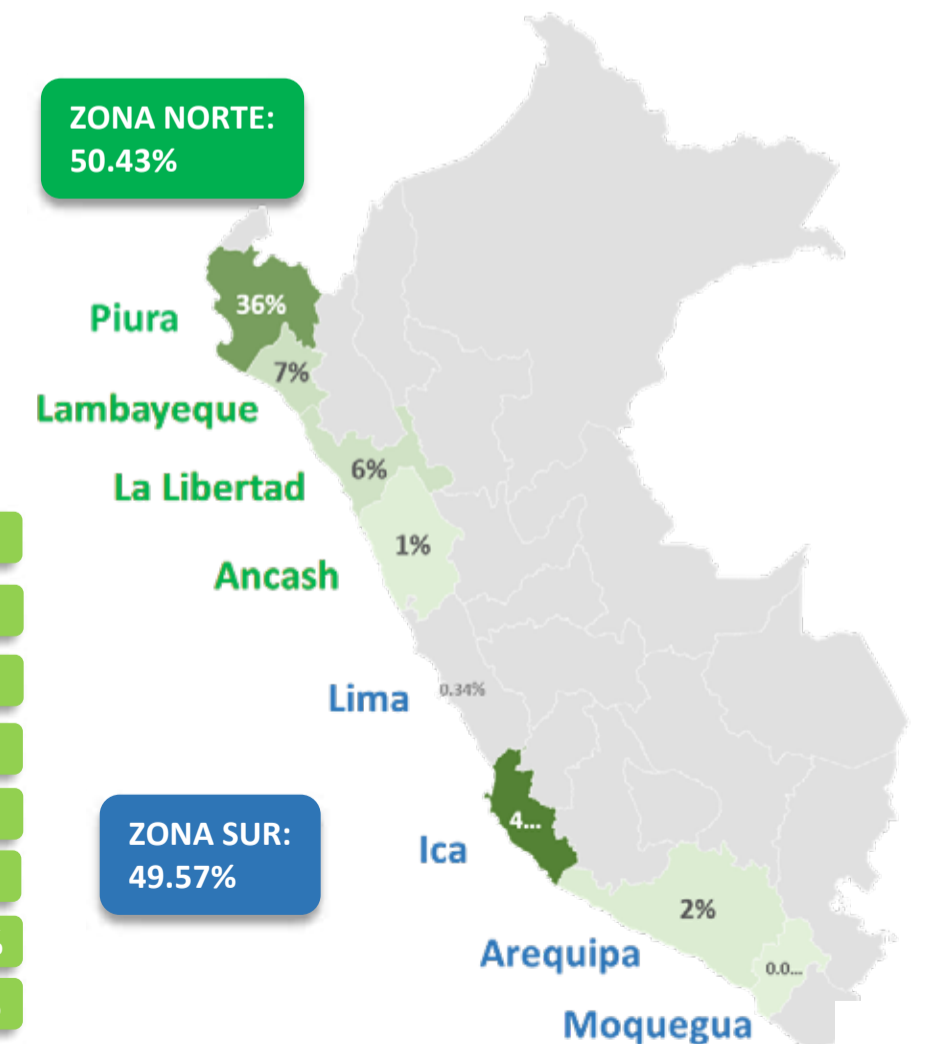 ZONA NORTE:
50.43%
36%
Piura
7%
Lambayeque
6%
La Libertad
1%
Ancash
0.34%
Lima
ZONA SUR:
49.57%
4...
Ica
2%
Arequipa
0.0...
Moquegua